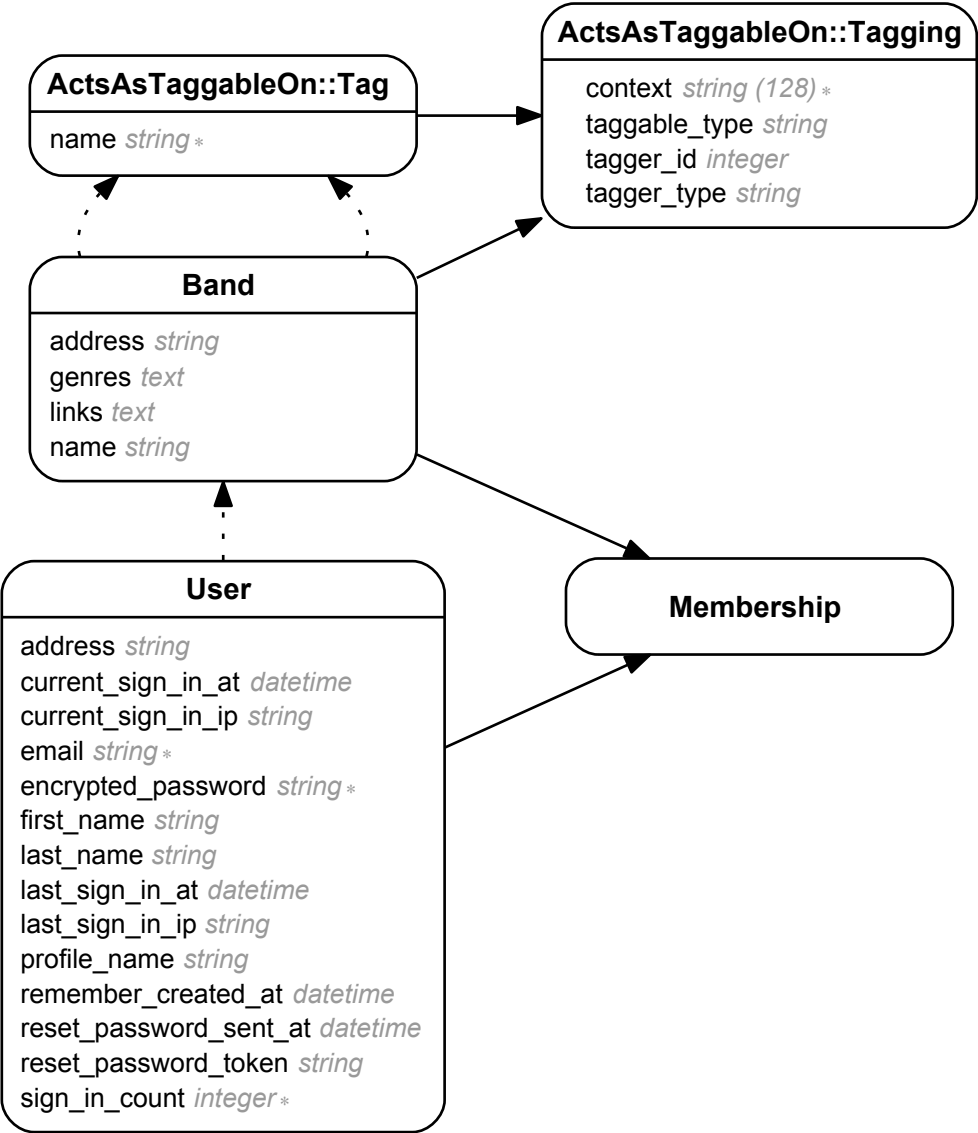 ActsAsTaggableOn::Tagging
context string (128) *
taggable_type string
tagger_id integer
tagger_type string
ActsAsTaggableOn::Tag
name string *
Band
address string
genres text
links text
name string
User
address string
current_sign_in_at datetime
current_sign_in_ip string
email string *
encrypted_password string *
first_name string
last_name string
last_sign_in_at datetime
last_sign_in_ip string
profile_name string
remember_created_at datetime
reset_password_sent_at datetime
reset_password_token string
sign_in_count integer *
Membership